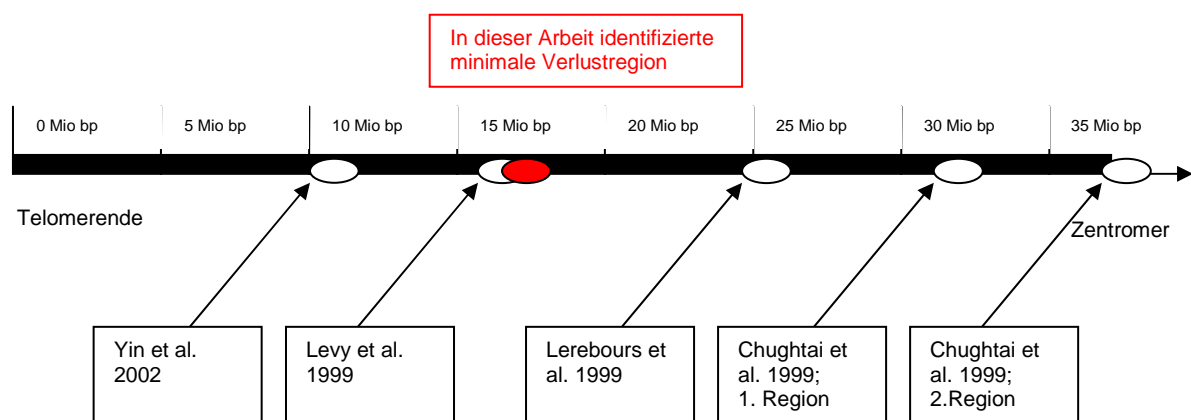 In dieser Arbeit identifizierte
minimale Verlustregion
0 Mio bp
5 Mio bp
10 Mio bp
15 Mio bp
20 Mio bp
25 Mio bp
30 Mio bp
35 Mio bp
Telomerende
Zentromer
Yin et al.
2002
Levy et al.
1999
Lerebours et
al. 1999
Chughtai et
al. 1999;
1. Region
Chughtai et
al. 1999;
2.Region